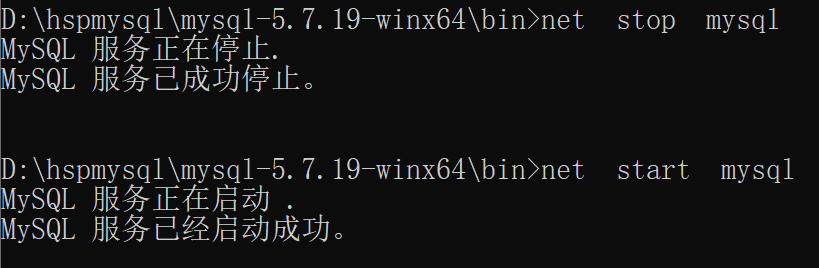 D:\hspmysql\mysql-5.7.19-winx64\bin>net  stop  mysql
MySQL 服务正在停止.
MySQL 服务已成功停止。
D:\hspmysql\mysql-5.7.19-winx64\bin>net  start  mysql
MySQL 服务正在启动 .
MySQL 服务已经启动成功。